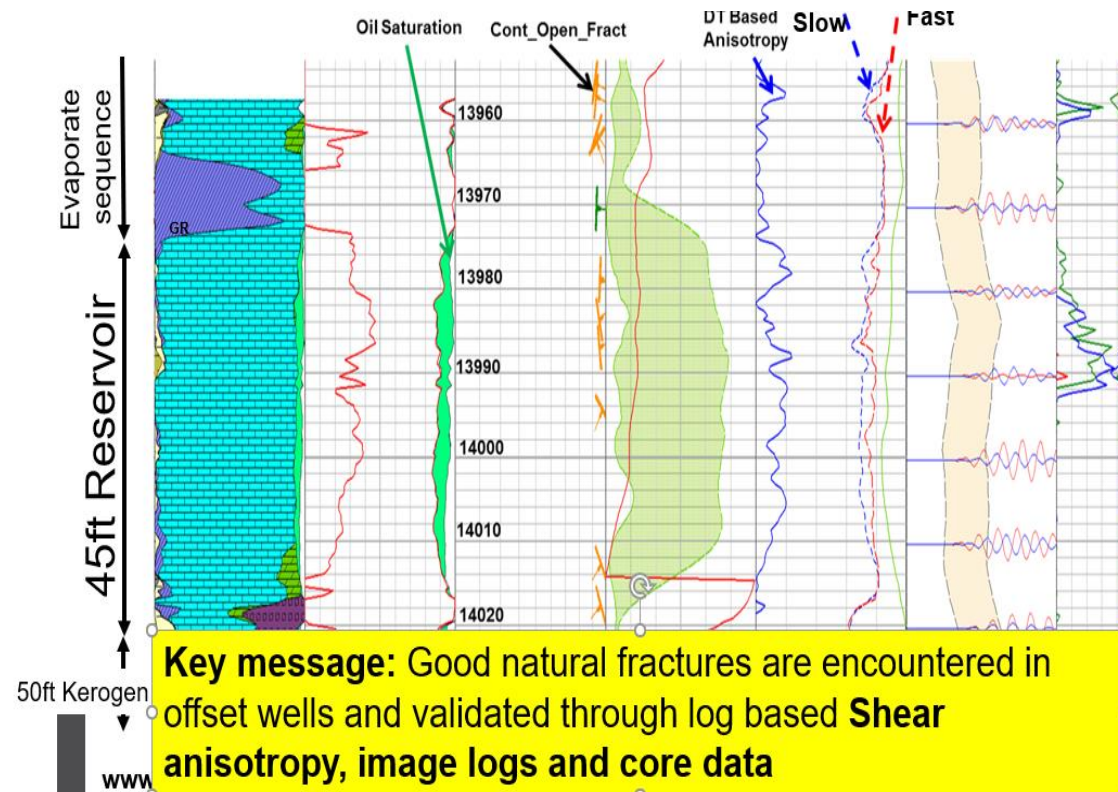 Oil Saturation
Cont_Open_Fract
DT Based
Anisotropy
Slow
Fast
Evaporate
sequence
GR
45ft Reservoir
13960
13970
13980
13990
14000
14010
14020
50ft Kerogen
Key message: Good natural fractures are encountered in
offset wells and validated through log based Shear
anisotropy, image logs and core data
www